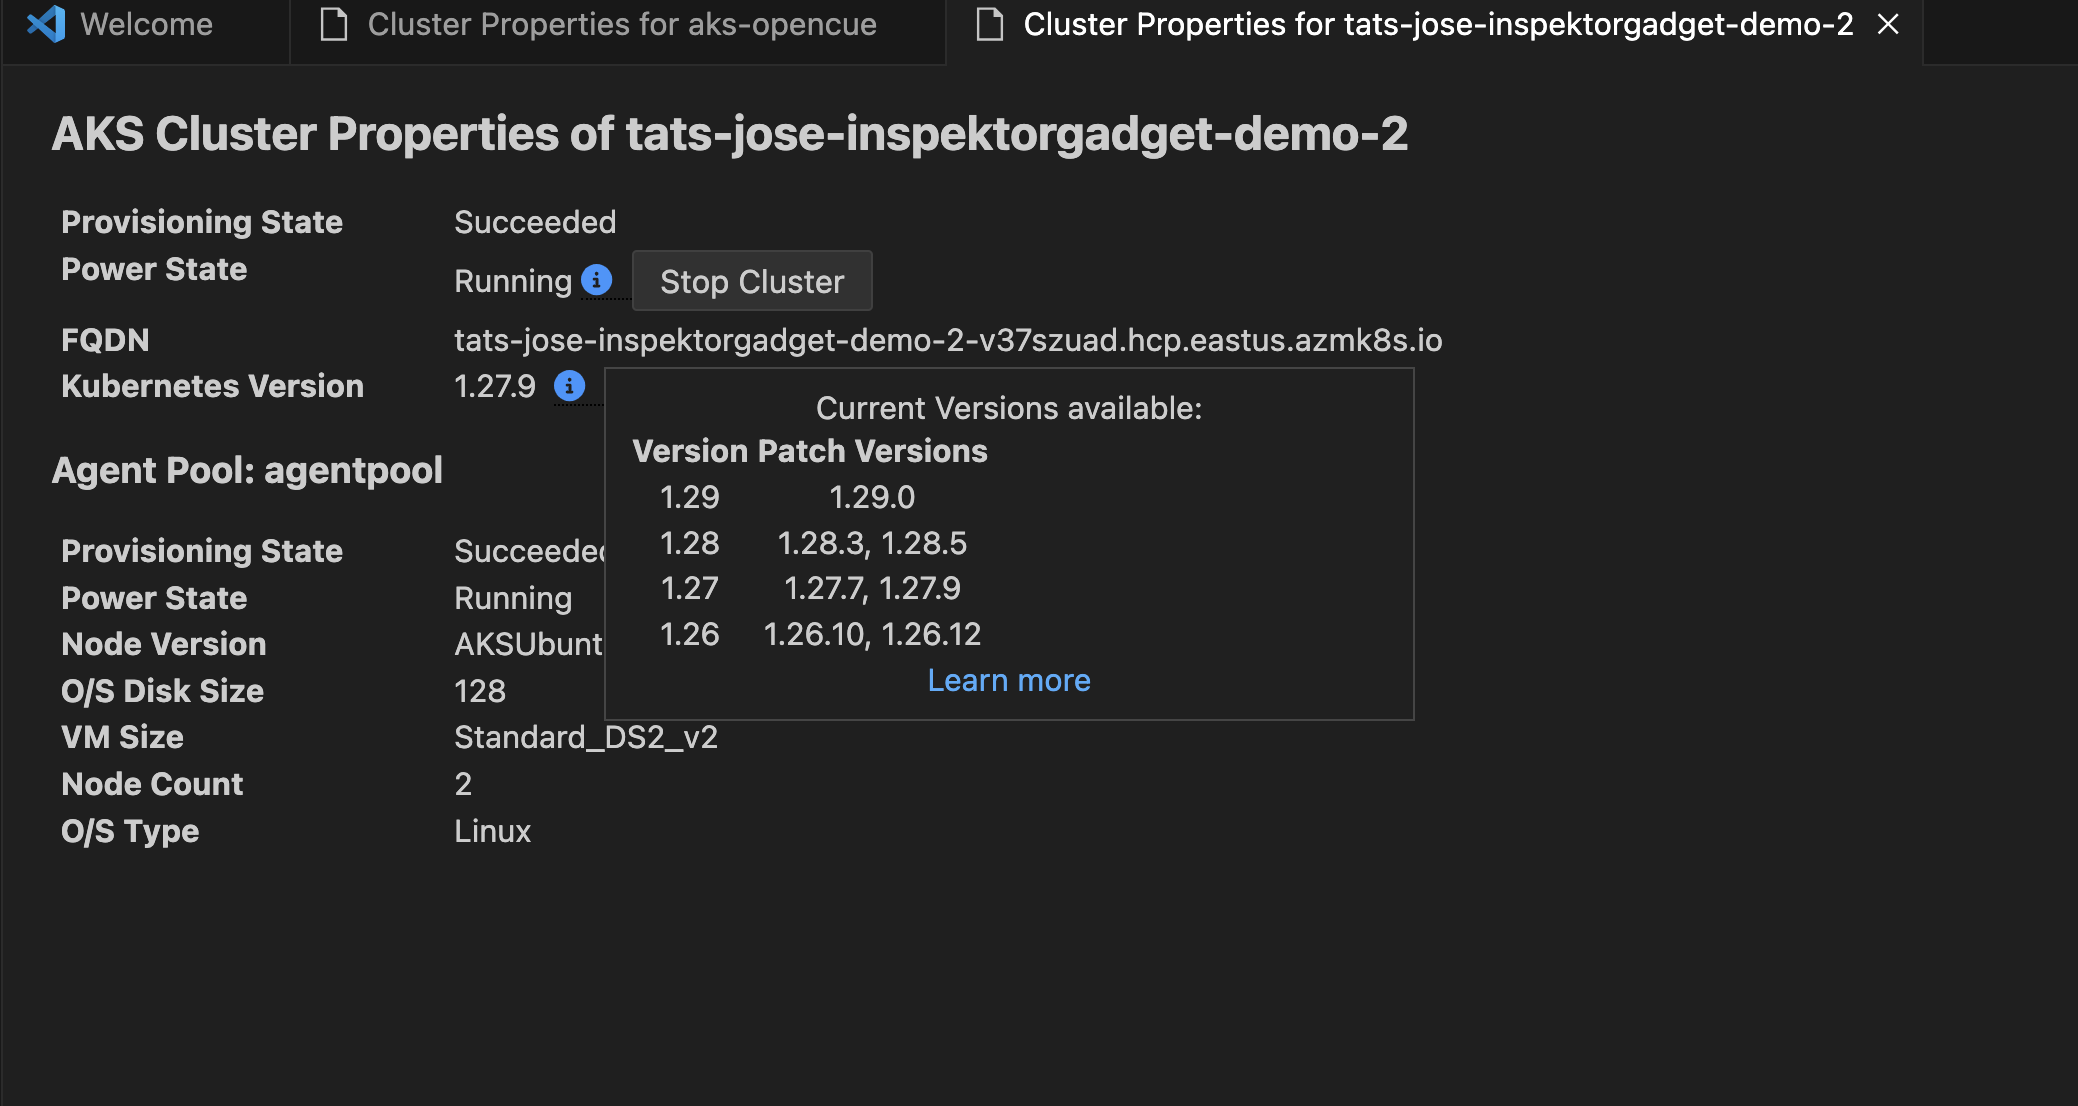 Welcome
Cluster Properties for aks-opencue
Cluster Properties for tats-jose-inspektorgadget-demo-2
AKS Cluster Properties of tats-jose-inspektorgadget-demo-2
Provisioning State Succeeded
Power State Running Stop Cluster
FQDN tats-jose-inspektorgadget-demo-2-v37szuad.hcp.eastus.azmk8s.io
Kubernetes Version 1.27.9
Current Versions available:
Version Patch Versions
1.29 1.29.0
1.28 1.28.3, 1.28.5
1.27 1.27.7, 1.27.9
1.26 1.26.10, 1.26.12
Learn more
Agent Pool: agentpool
Provisioning State Succeeded
Power State Running
Node Version AKSUbunt
O/S Disk Size 128
VM Size Standard_DS2_v2
Node Count 2
O/S Type Linux